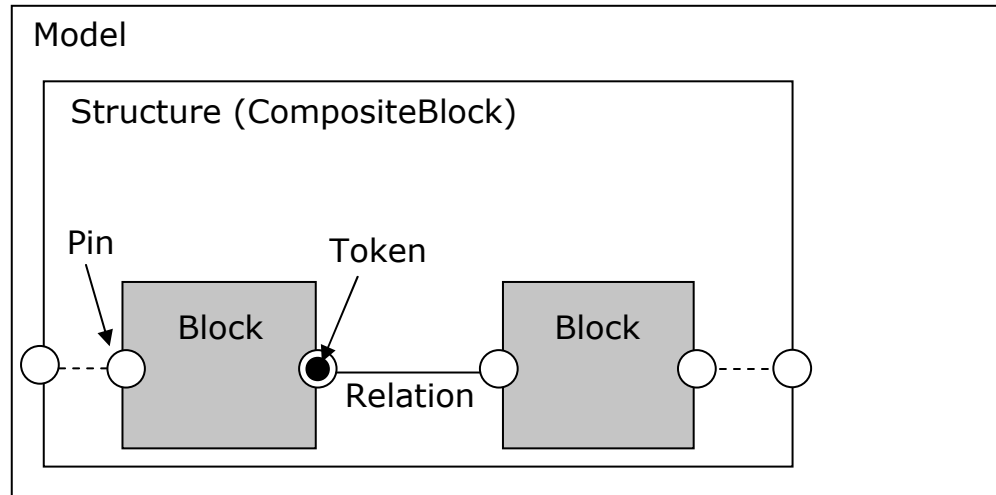 Model
Structure (CompositeBlock)
Pin
Token
Block
Block
Relation